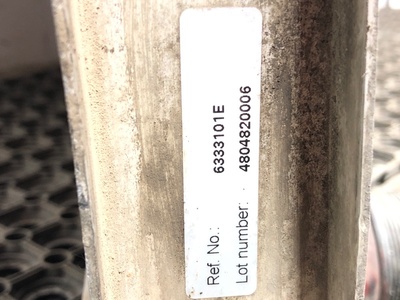 Ref. No.: 6333101E
Lot number: 4804820006